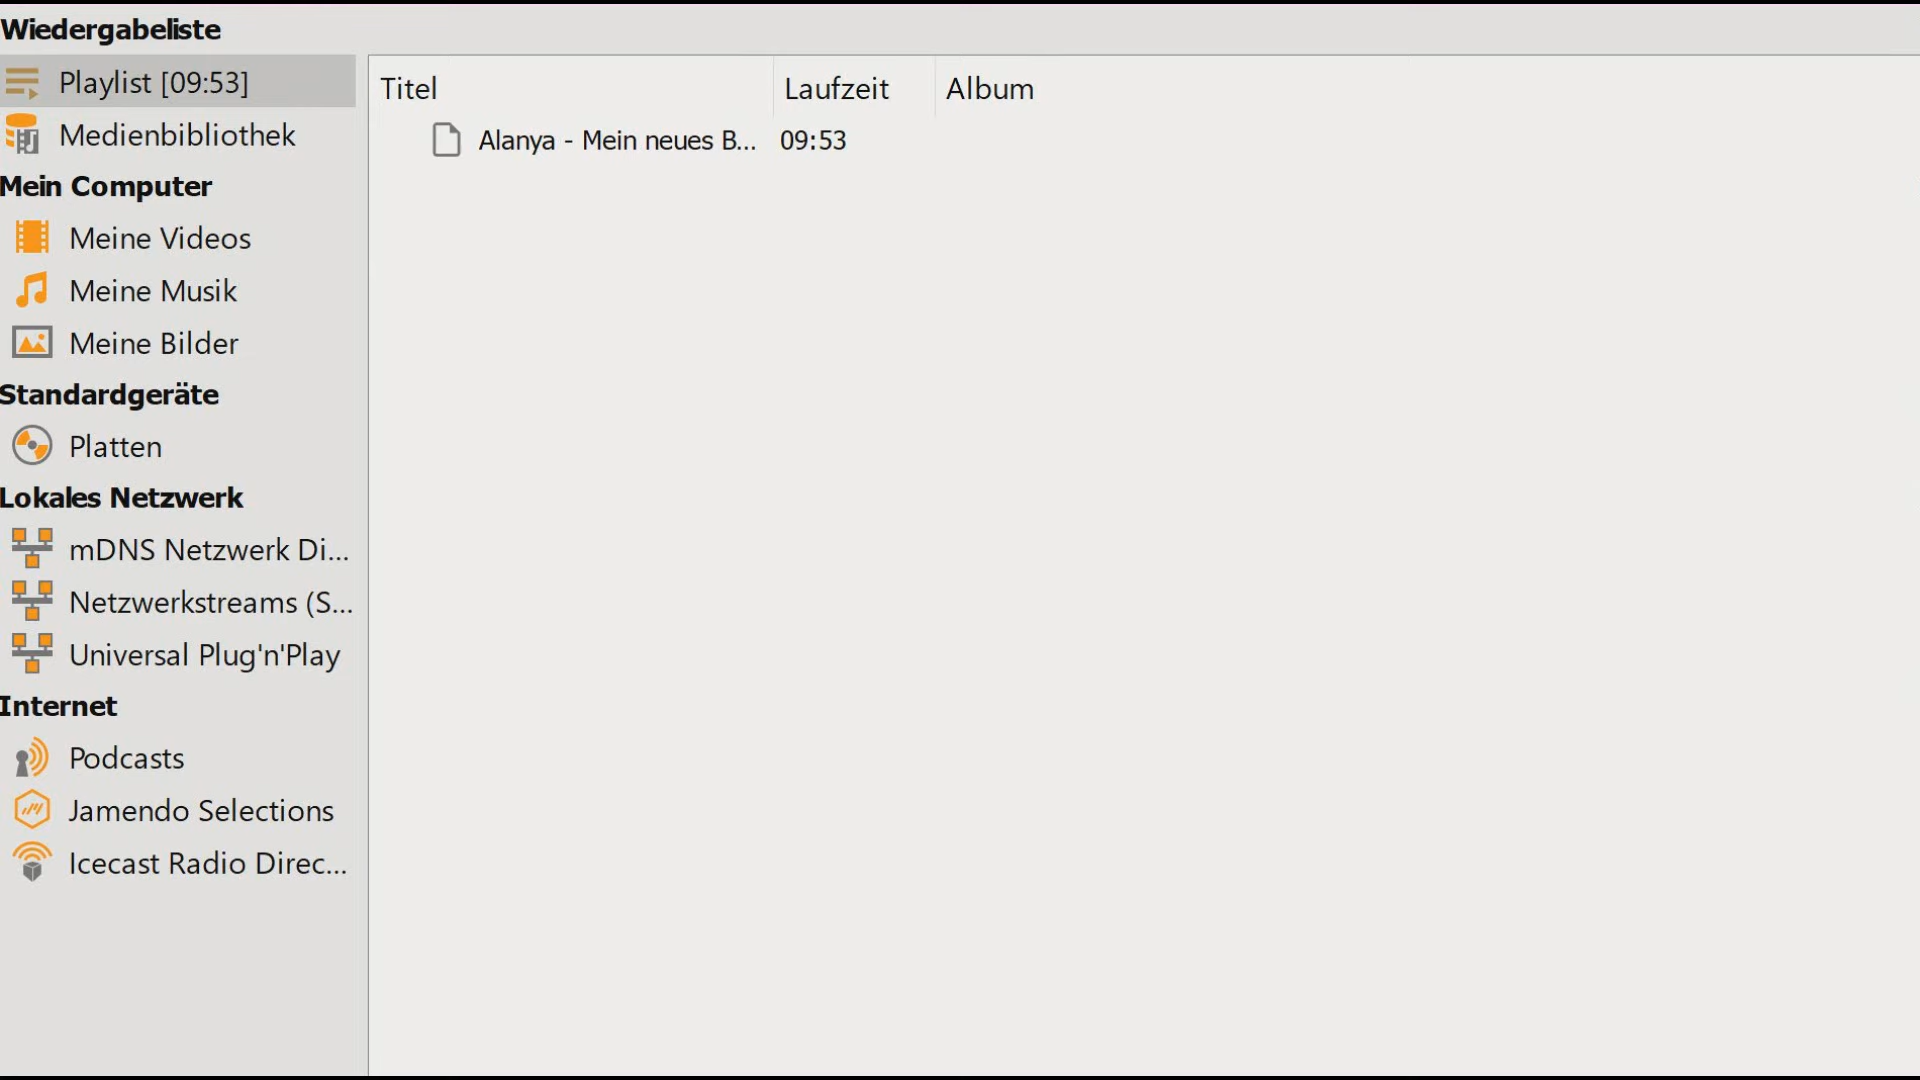 Wiedergabeliste
Playlist [09:53]
Medienbibliothek
Mein Computer
Meine Videos
Meine Musik
Meine Bilder
Standardgeräte
Platten
Lokales Netzwerk
mDNS Netzwerk Di...
Netzwerkstreams (S...
Universal Plug'n'Play
Internet
Podcasts
Jamendo Selections
Icecast Radio Direc...
Titel Laufzeit Album
Alanya - Mein neues B... 09:53